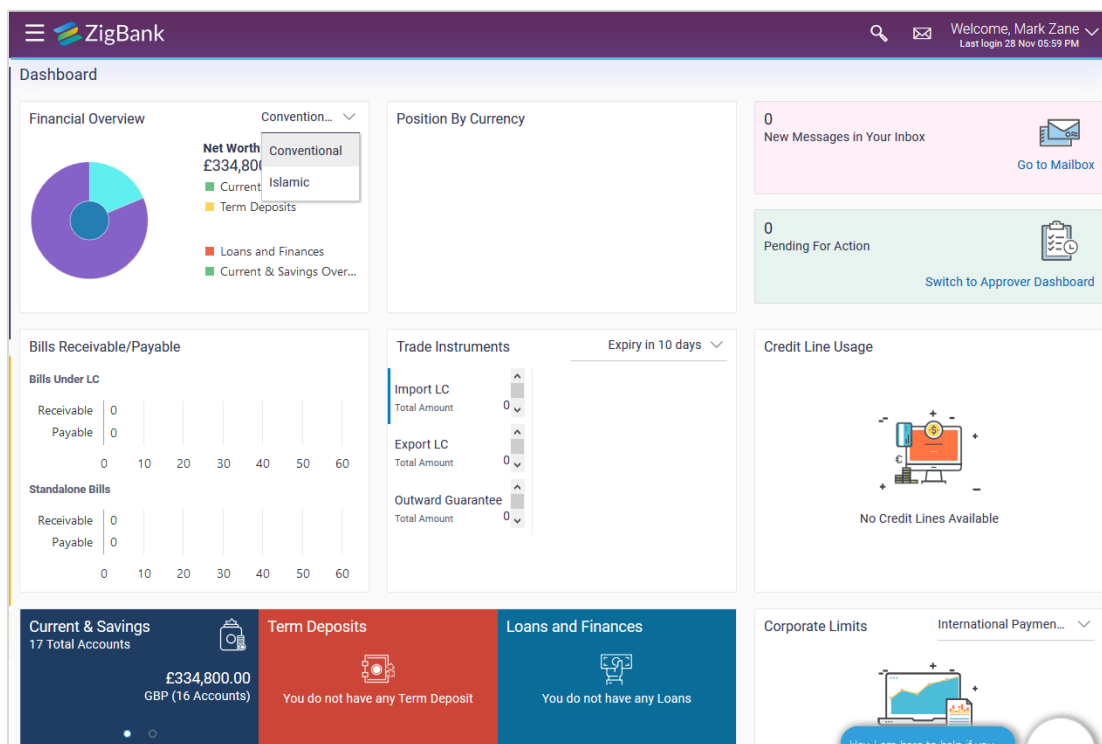 ZigBank
Welcome, Mark Zane
Last login 28 Nov 05:59 PM
Dashboard
Financial Overview
Convention...
Conventional
Islamic
Net Worth
£334,80
Current
Term Deposits
Loans and Finances
Current & Savings Over...
Position By Currency
0
New Messages in Your Inbox
Go to Mailbox
0
Pending For Action
Switch to Approver Dashboard
Bills Receivable/Payable
Bills Under LC
Receivable 0
Payable 0
0 10 20 30 40 50 60
Standalone Bills
Receivable 0
Payable 0
0 10 20 30 40 50 60
Trade Instruments
Expiry in 10 days
Import LC
Total Amount 0
Export LC
Total Amount 0
Outward Guarantee
Total Amount 0
Credit Line Usage
No Credit Lines Available
Current & Savings
17 Total Accounts
£334,800.00
GBP (16 Accounts)
Term Deposits
You do not have any Term Deposit
Loans and Finances
You do not have any Loans
Corporate Limits
International Paymen...
Hey, I am here to help if you